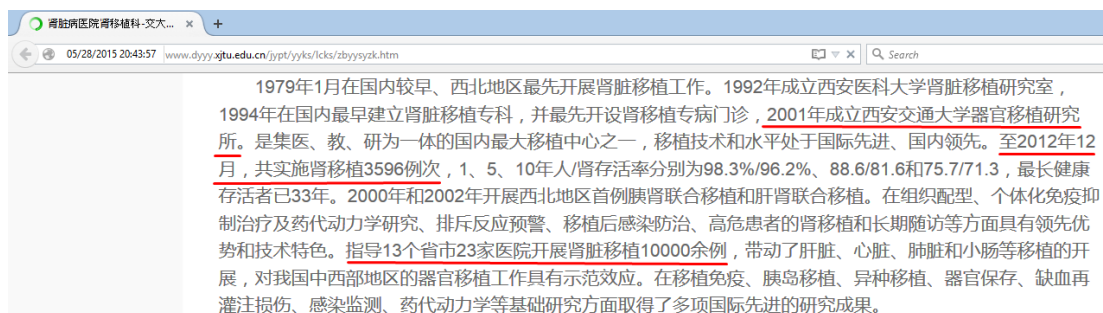 肾脏病医院肾移植科-交大...
05/28/2015 20:43:57 www.dyyy.xjtu.edu.cn/jypt/yyks/lcks/zbyysyzk.htm Search
1979年1月在国内较早、西北地区最先开展肾脏移植工作。1992年成立西安医科大学肾脏移植研究室，
1994年在国内最早建立肾脏移植专科，并最先开设肾移植专病门诊，2001年成立西安交通大学器官移植研究
所。是集医、教、研为一体的国内最大移植中心之一，移植技术和水平处于国际先进、国内领先。至2012年12
月，共实施肾移植3596例次，1、5、10年人/肾存活率分别为98.3%/96.2%、88.6/81.6和75.7/71.3，最长健康
存活者已33年。2000年和2002年开展西北地区首例胰肾联合移植和肝肾联合移植。在组织配型、个体化免疫抑
制治疗及药代动力学研究、排斥反应预警、移植后感染防治、高危患者的肾移植和长期随访等方面具有领先优
势和技术特色。指导13个省市23家医院开展肾脏移植10000余例，带动了肝脏、心脏、肺脏和小肠等移植的开
展，对我国中西部地区的器官移植工作具有示范效应。在移植免疫、胰岛移植、异种移植、器官保存、缺血再
灌注损伤、感染监测、药代动力学等基础研究方面取得了多项国际先进的研究成果。